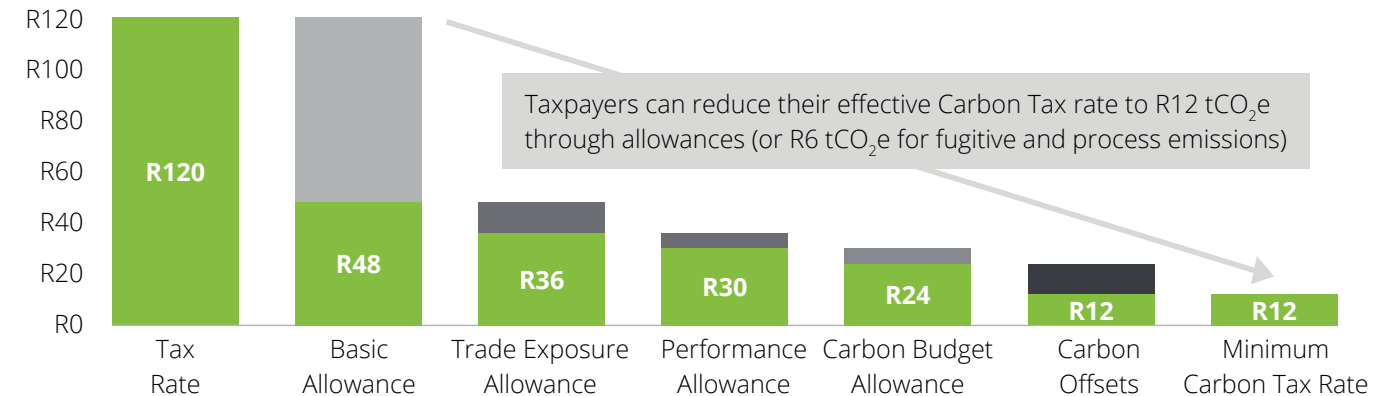 R120
R100
R80
R60
R40
R20
R0
Taxpayers can reduce their effective Carbon Tax rate to R12 tCO₂e
through allowances (or R6 tCO₂e for fugitive and process emissions)
R120
R48
R36
R30
R24
R12
R12
Tax
Rate
Basic
Allowance
Trade Exposure
Allowance
Performance
Allowance
Carbon Budget
Allowance
Carbon
Offsets
Minimum
Carbon Tax Rate